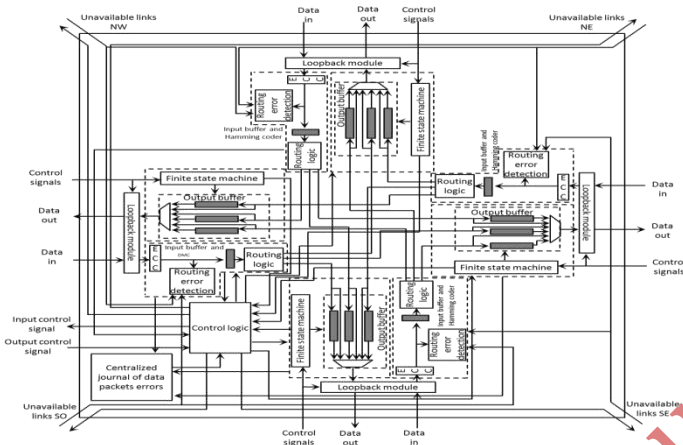 Unavailable links
NW
Data
in
Data
out
Control
signals
Unavailable links
NE
Loopback module
E C C
Routing
error
detection
Input buffer and
Hamming coder
Routing
logic
Output buffer
Finite state machine
Input buffer and
Hamming coder
Routing
error
detection
Routing
logic
E
C
C
Loopback module
Data
in
Control
signals
Finite state machine
Output buffer
Data
out
Loopback module
Data
in
E
C
C
Input buffer and
DMC
Routing
logic
Routing
error
detection
Output buffer
Data
out
Finite state machine
Control
signals
Input control
signal
Output control
signal
Control logic
Centralized
journal of data
packets errors
Finite state machine
Output buffer
Routing
logic
Input buffer and
Hamming coder
Routing
error
detection
E C C
Loopback module
Unavailable
links SO
Control
signals
Data
out
Data
in
Unavailable
links SE